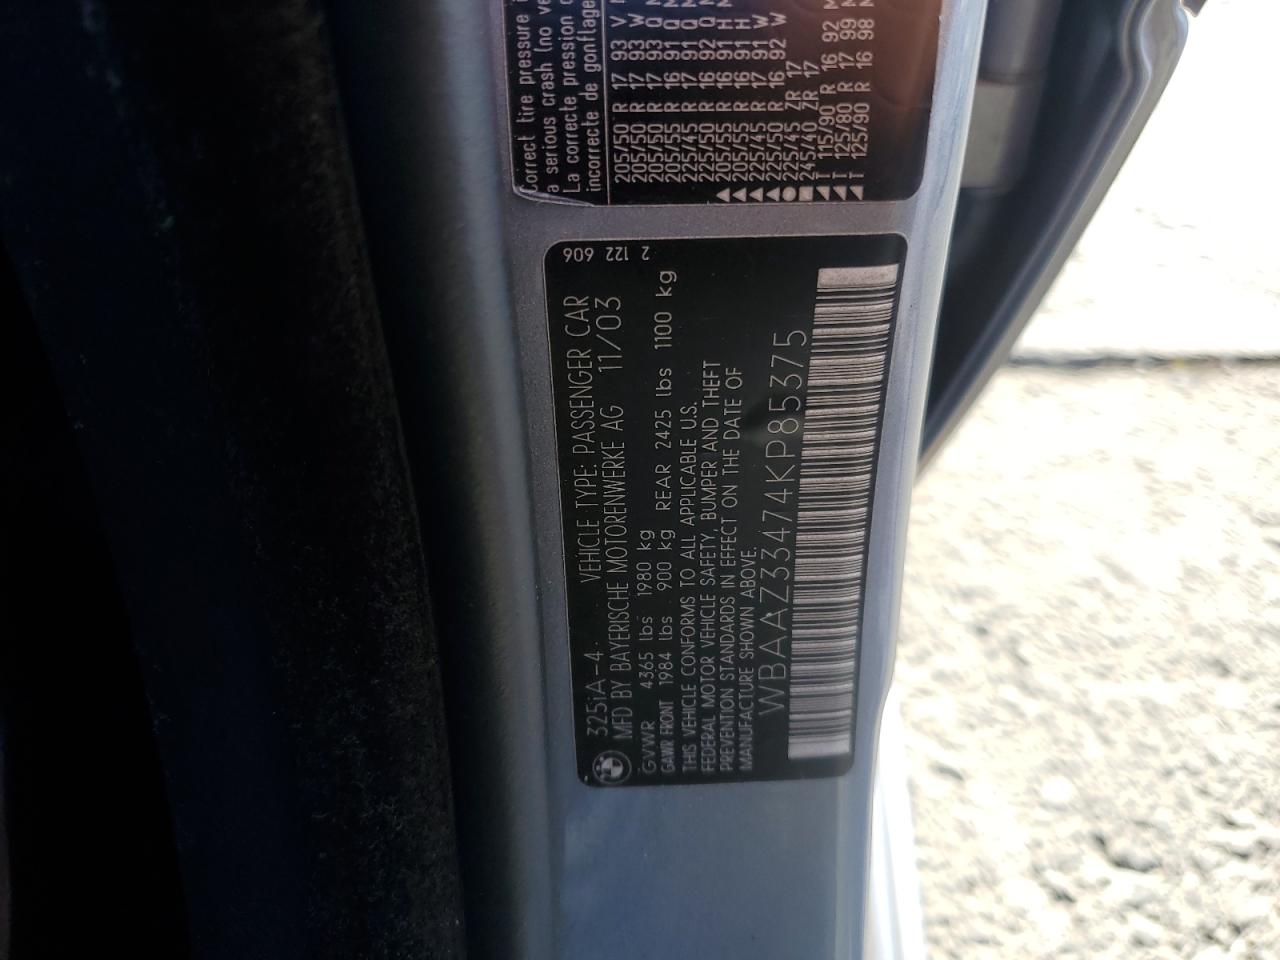 325iA-4 VEHICLE TYPE: PASSENGER CAR
MFD BY BAYERISCHE MOTORENWERKE AG 11/03
GVWR 4365 lbs 1980 kg
GAWR FRONT 1984 lbs 900 kg REAR 2425 lbs 1100 kg
THIS VEHICLE CONFORMS TO ALL APPLICABLE U.S.
FEDERAL MOTOR VEHICLE SAFETY, BUMPER AND THEFT
PREVENTION STANDARDS IN EFFECT ON THE DATE OF
MANUFACTURE SHOWN ABOVE.
WBAAZ33474KP85375
606 122 2
Correct tire pressure
a serious crash (no
La correcte pression
incorrecte de gonflage
205/50 R 17 93 V
205/50 R 17 93 W
205/50 R 17 93 Q
205/55 R 16 91 Q
225/45 R 17 91 Q
225/50 R 16 92 Q
▲ 205/55 R 16 91 H
▲ 205/55 R 16 91 H
▲ 225/45 R 17 91 W
▲ 225/50 R 16 92 W
● 225/45 ZR 17
■ 245/40 ZR 17
T 115/90 R 16 92
T 125/80 R 17 99
T 125/90 R 16 98